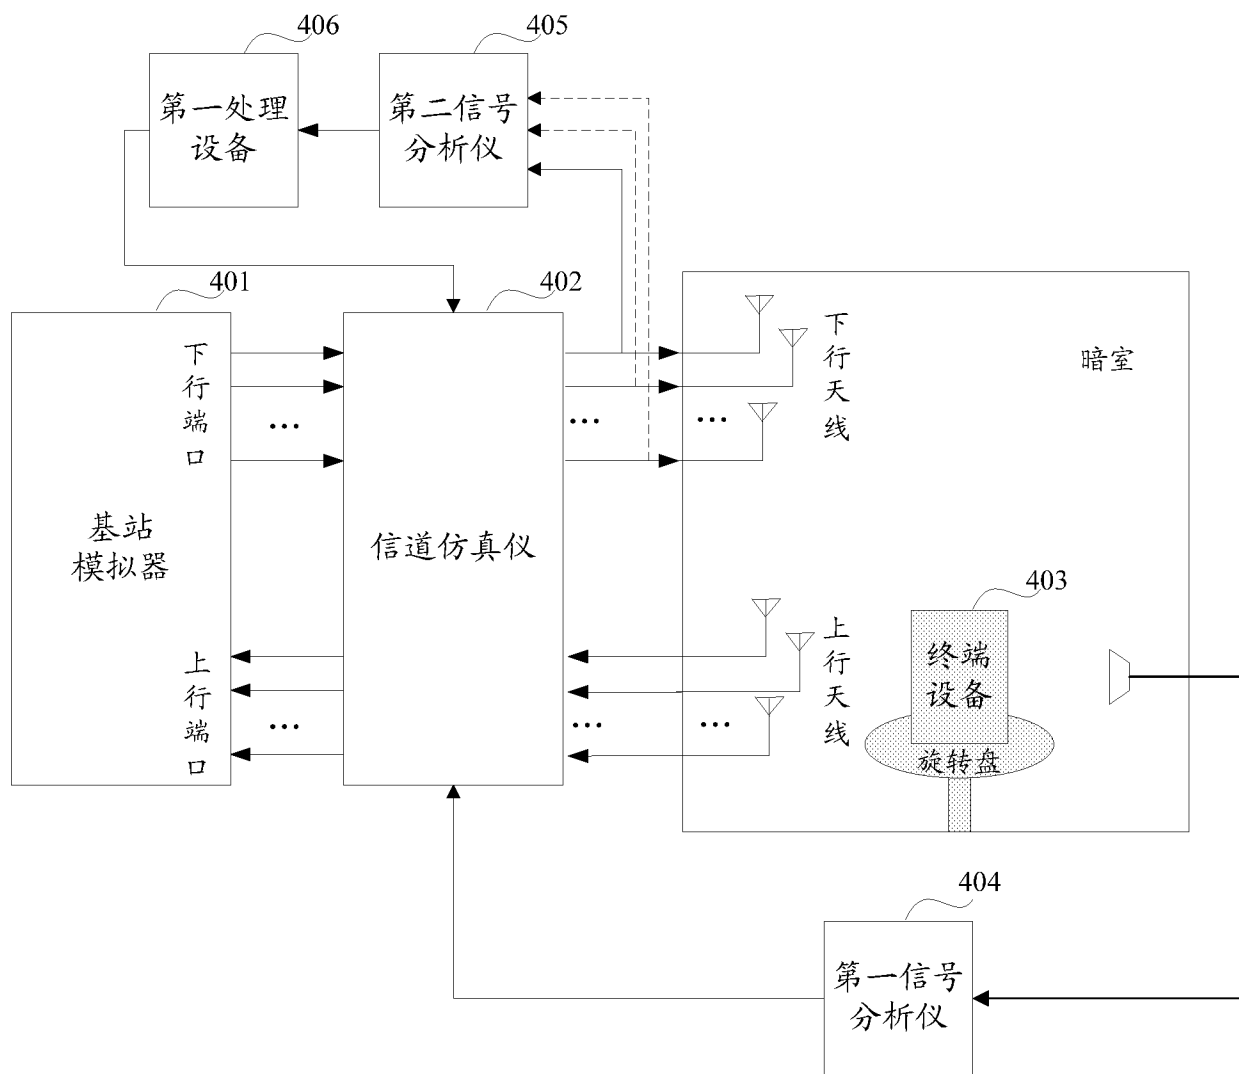 406
405
第一处理
设备
第二信号
分析仪
401
402
下行端口
…
…
…
下行天线
暗室
基站
模拟器
信道仿真仪
403
上行端口
…
…
…
上行天线
终端
设备
旋转盘
404
第一信号
分析仪